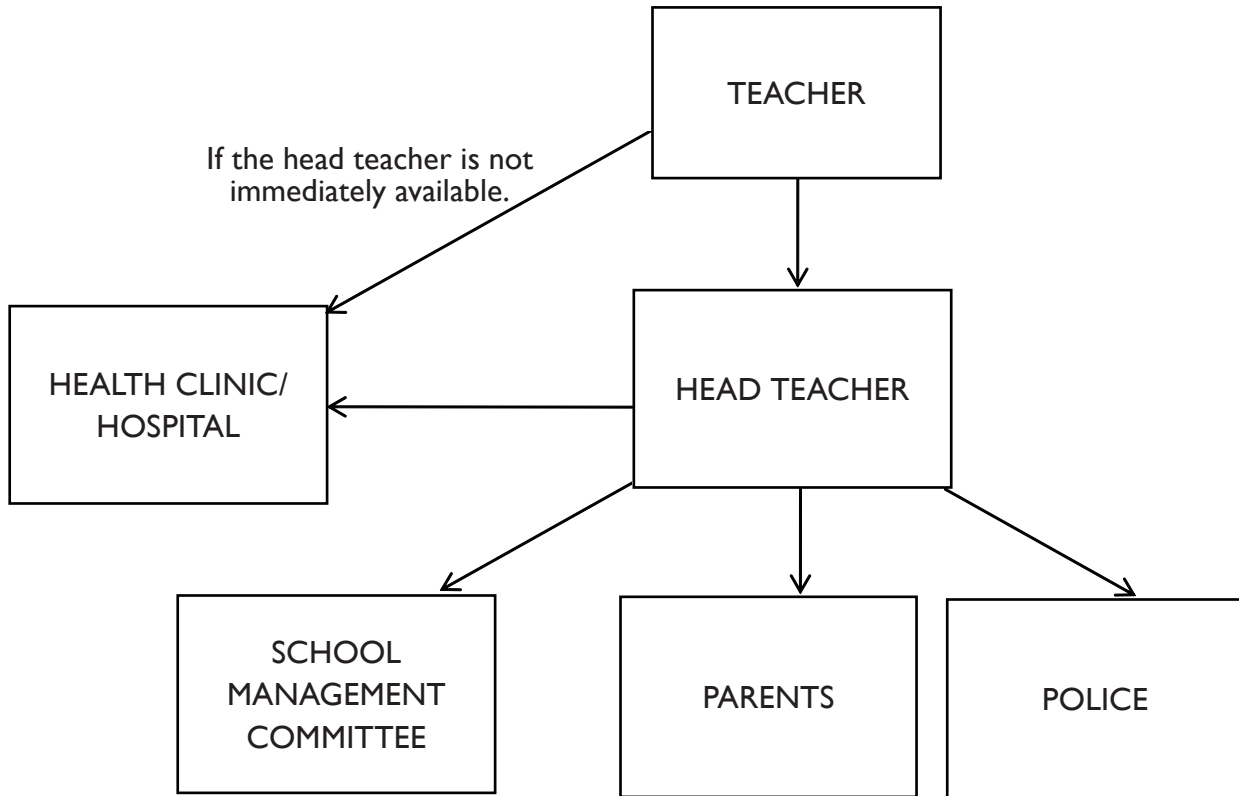 TEACHER
If the head teacher is not
immediately available.
HEALTH CLINIC/
HOSPITAL
HEAD TEACHER
SCHOOL
MANAGEMENT
COMMITTEE
PARENTS
POLICE